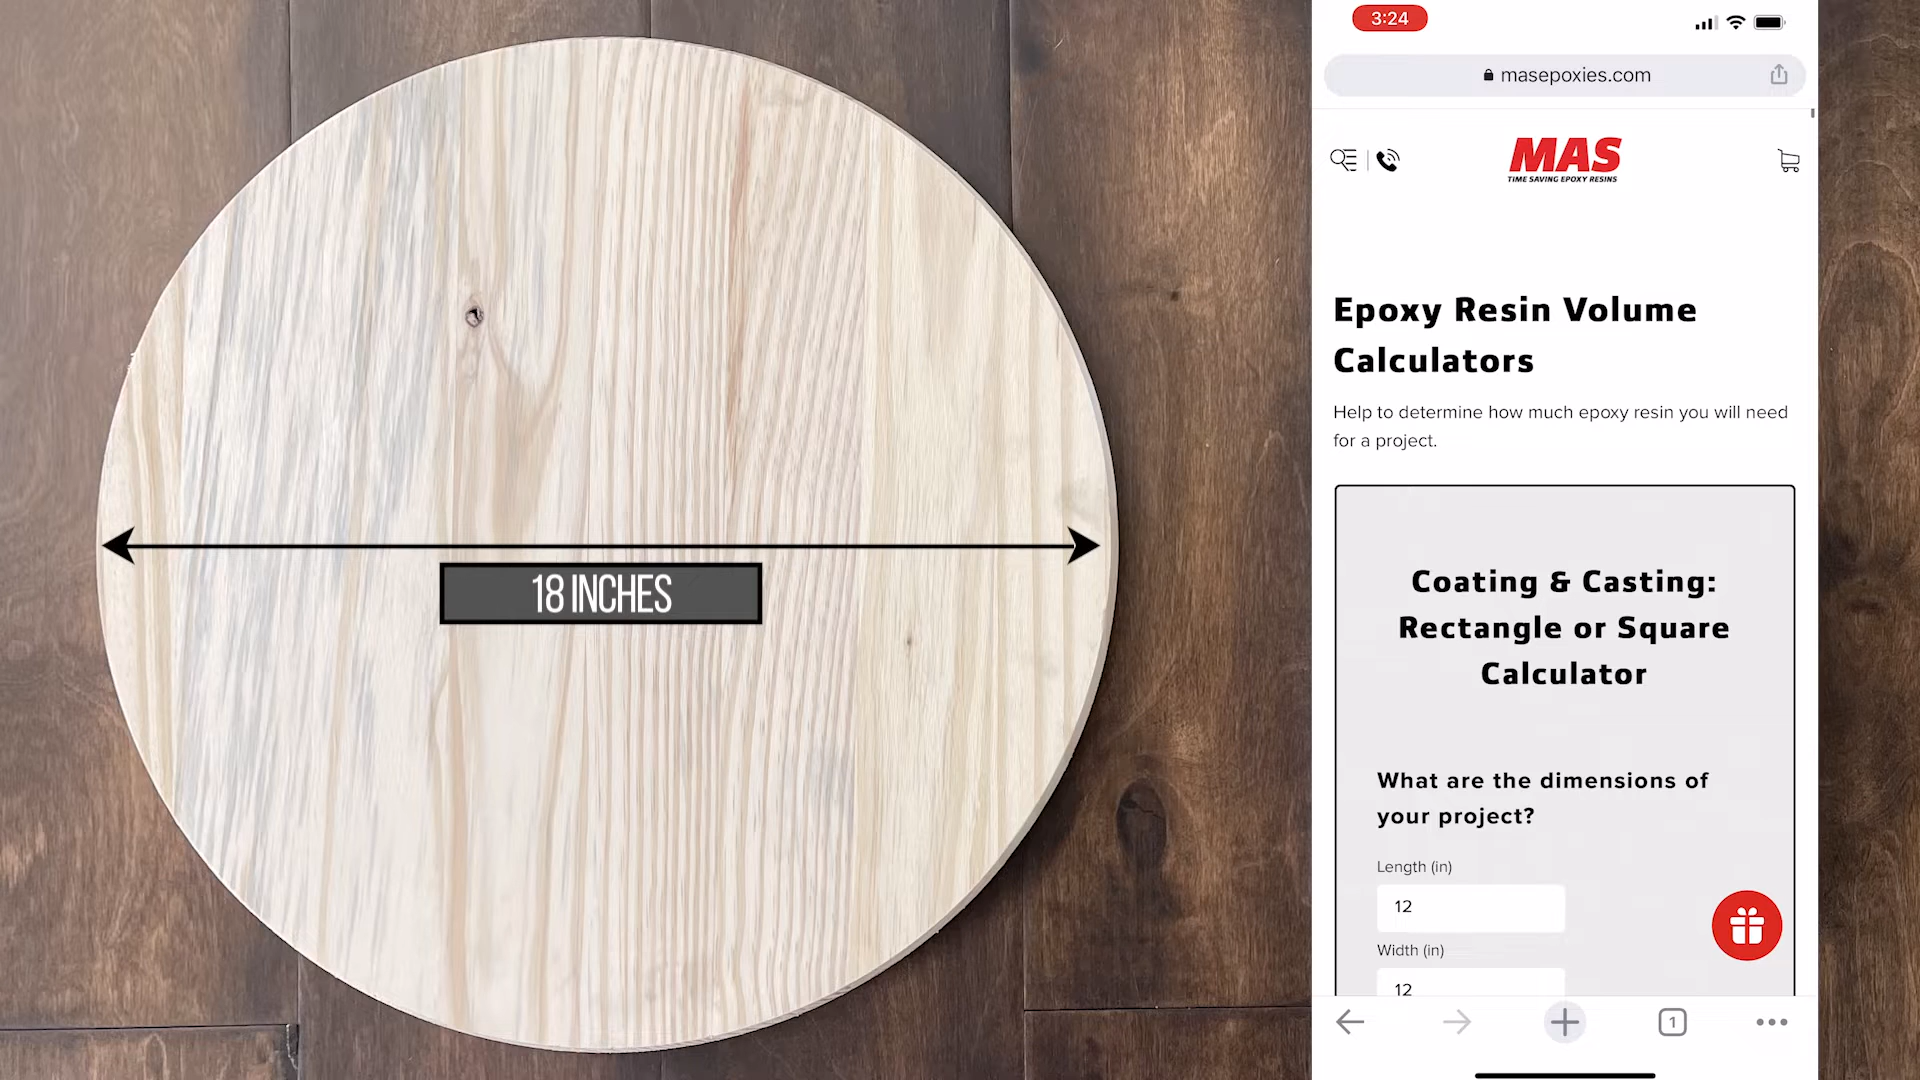 18 INCHES
3:24
masepoxies.com
MAS
TIME SAVING EPOXY RESINS
Epoxy Resin Volume
Calculators
Help to determine how much epoxy resin you will need
for a project.
Coating & Casting:
Rectangle or Square
Calculator
What are the dimensions of
your project?
Length (in)
12
Width (in)
12
1